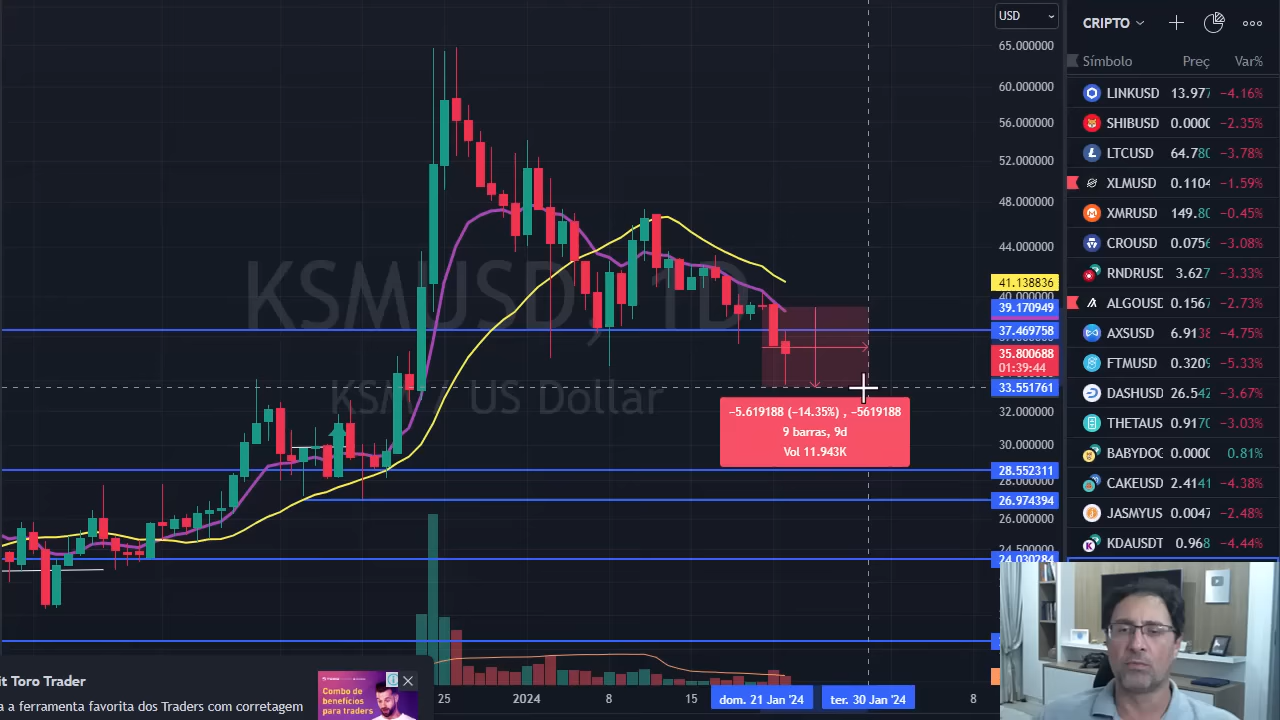 USD
65.000000
60.000000
56.000000
52.000000
48.000000
44.000000
41.138836
40.000000
39.170949
37.469758
35.800688
01:39:44
33.551761
32.000000
30.000000
28.552311
28.000000
26.974394
26.000000
24.500000
24.030284
KSMUSD, 1D
KSM / US Dollar
−5.619188 (−14.35%) , −5619188
9 barras, 9d
Vol 11.943K
25 2024 8 15 dom. 21 Jan '24 ter. 30 Jan '24 8
it Toro Trader
a a ferramenta favorita dos Traders com corretagem
Combo de
benefícios
para traders
CRIPTO
Símbolo Preç Var%
LINKUSD 13.977 −4.16%
SHIBUSD 0.0000 −2.35%
LTCUSD 64.780 −3.78%
XLMUSD 0.1104 −1.59%
XMRUSD 149.80 −0.45%
CROUSD 0.0756 −3.08%
RNDRUSD 3.627 −3.33%
ALGOUSD 0.1567 −2.73%
AXSUSD 6.9138 −4.75%
FTMUSD 0.3209 −5.33%
DASHUSD 26.542 −3.67%
THETAUS 0.9170 −3.03%
BABYDOC 0.0000 0.81%
CAKEUSD 2.4141 −4.38%
JASMYUS 0.0047 −2.48%
KDAUSDT 0.968 −4.44%